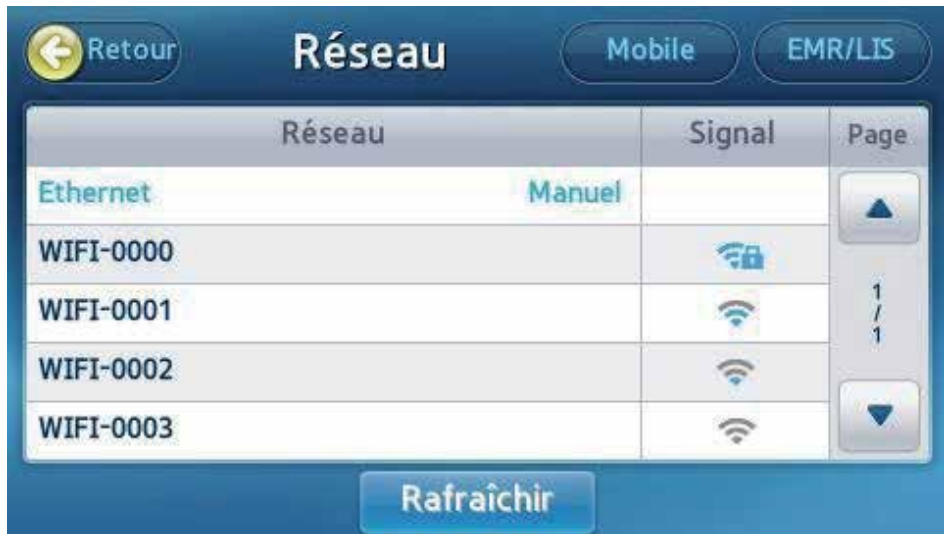 Retour Réseau Mobile EMR/LIS
Réseau Signal Page
Ethernet Manuel
WIFI-0000
WIFI-0001
WIFI-0002
WIFI-0003
1
/
1
Rafraîchir